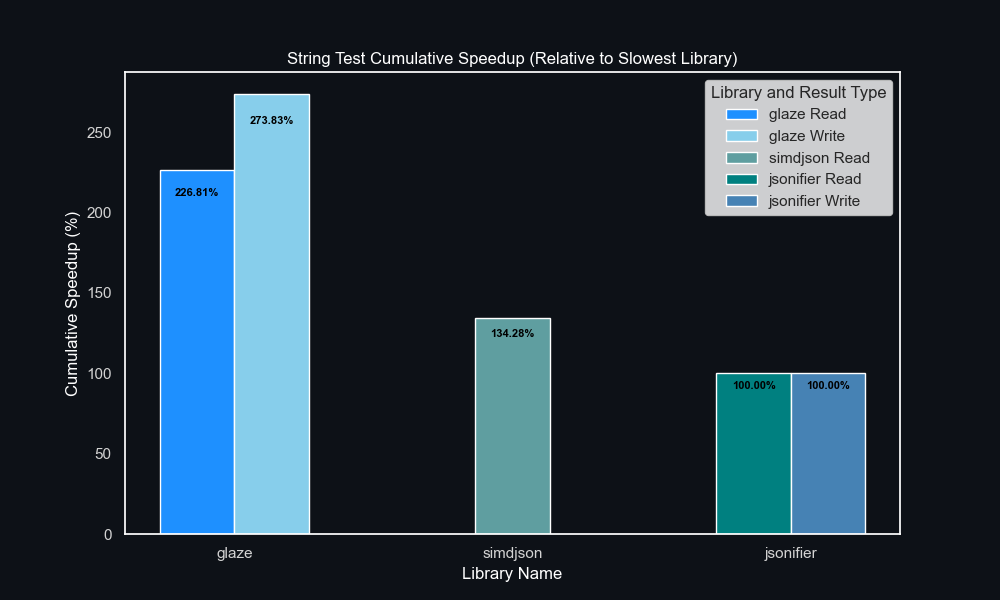 String Test Cumulative Speedup (Relative to Slowest Library)
Library and Result Type
glaze Read
glaze Write
simdjson Read
jsonifier Read
jsonifier Write
Cumulative Speedup (%)
250
200
150
100
50
0
226.81%
273.83%
134.28%
100.00%
100.00%
glaze
simdjson
jsonifier
Library Name